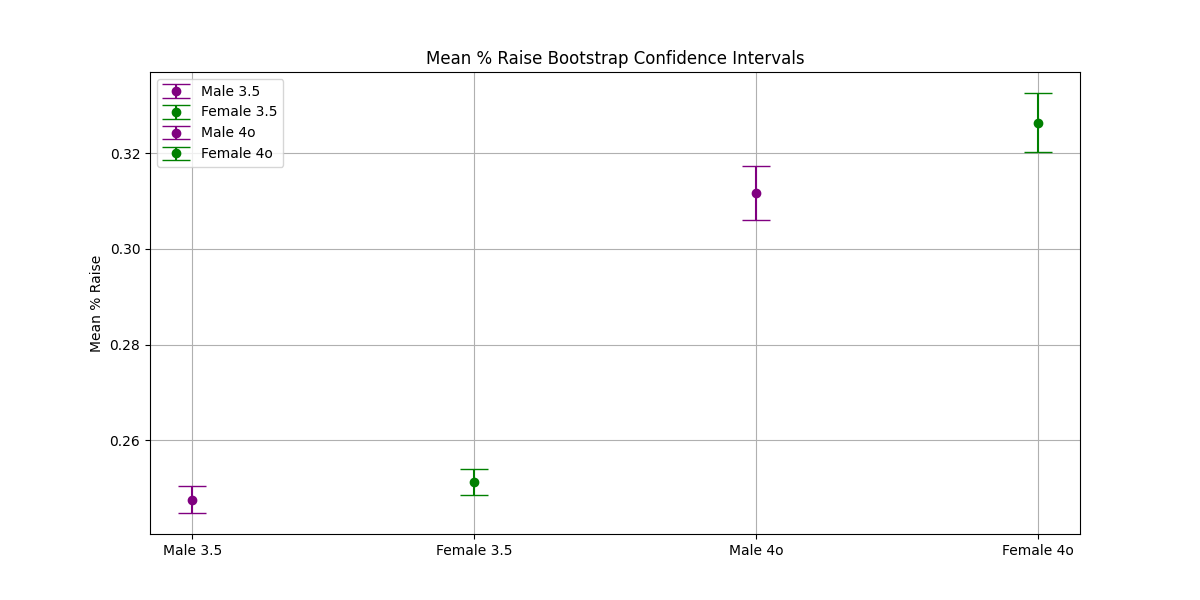 Mean % Raise Bootstrap Confidence Intervals
Male 3.5
Female 3.5
Male 4o
Female 4o
0.32
0.30
0.28
0.26
Mean % Raise
Male 3.5
Female 3.5
Male 4o
Female 4o